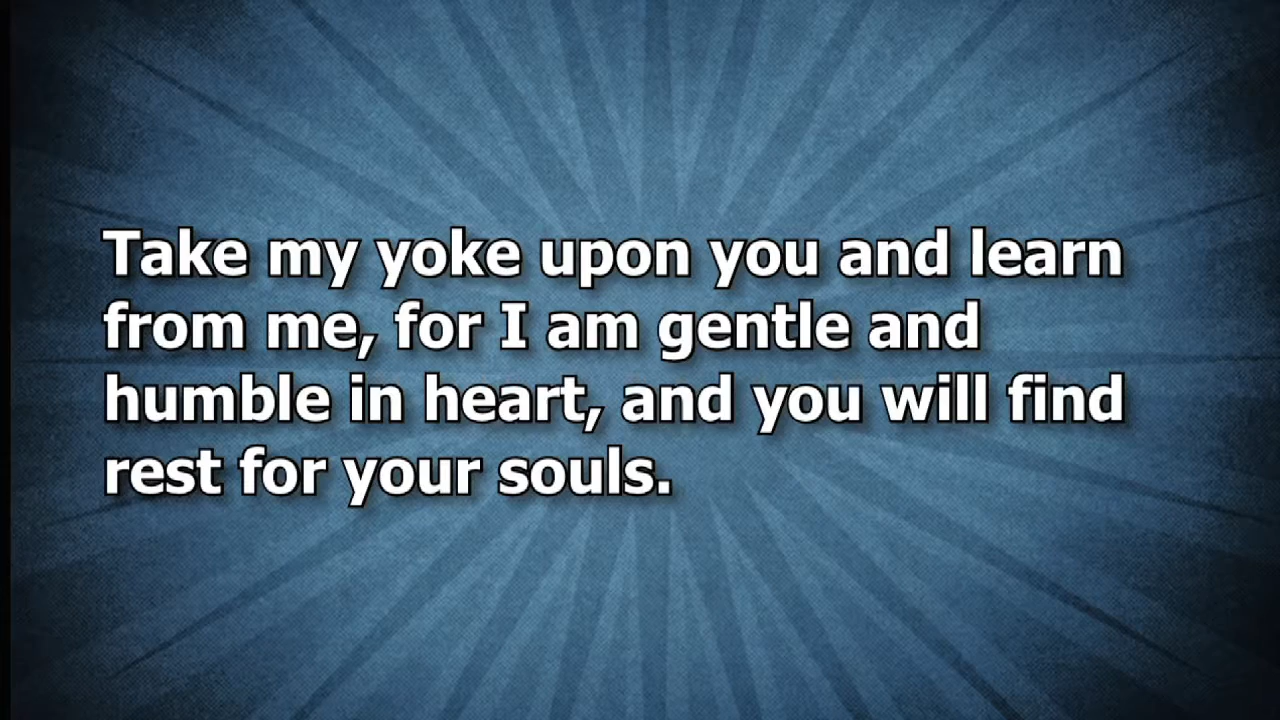 Take my yoke upon you and learn
from me, for I am gentle and
humble in heart, and you will find
rest for your souls.